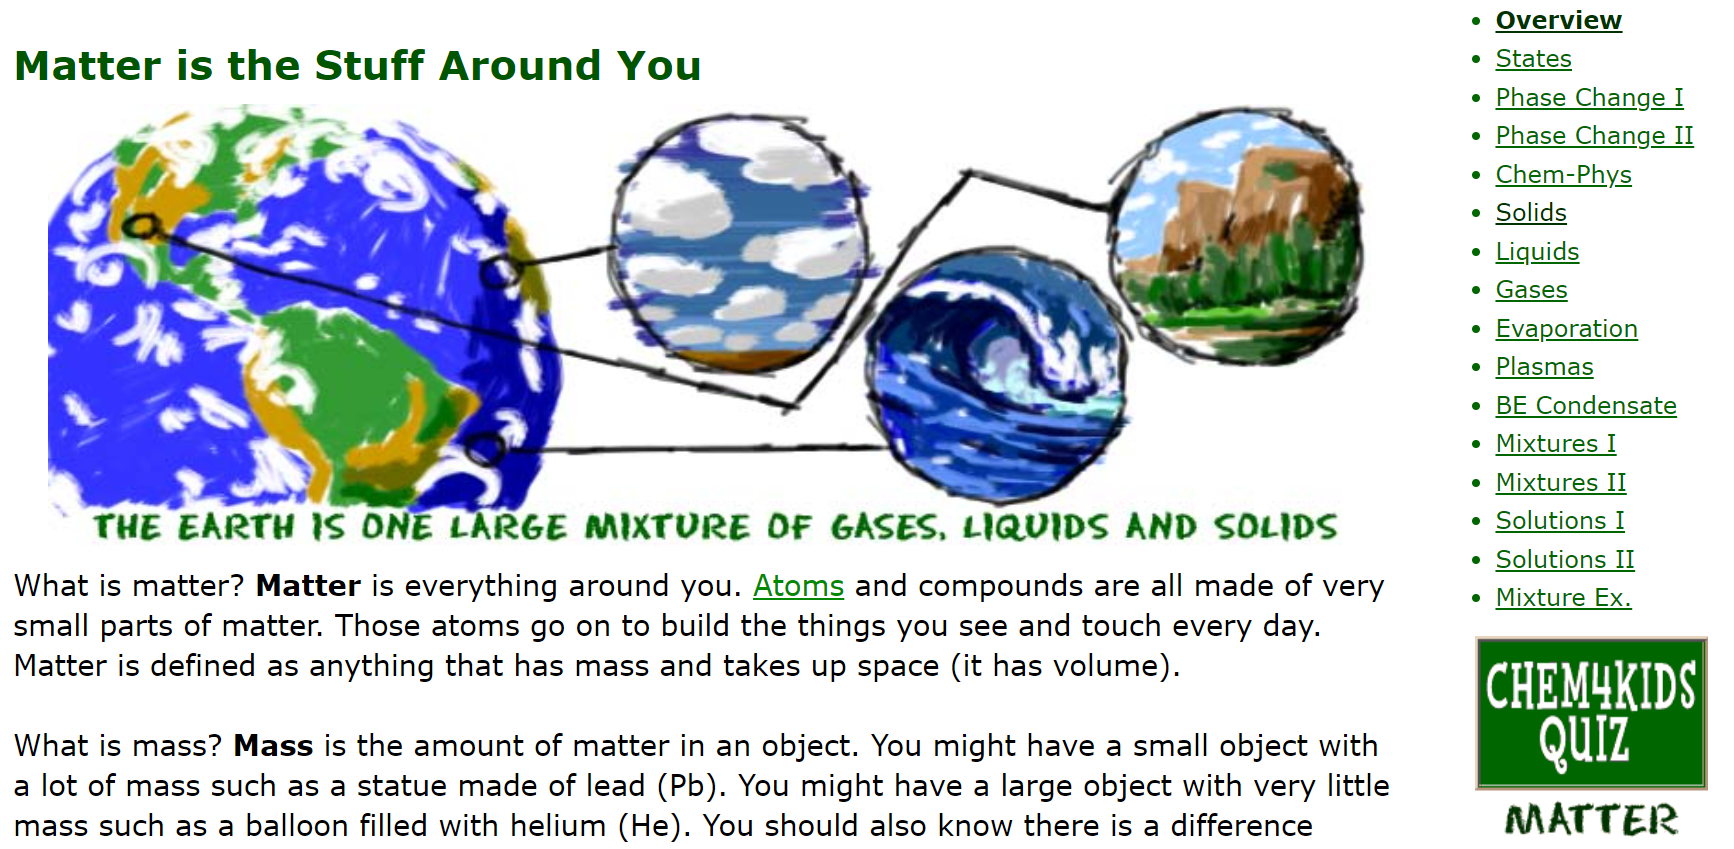 Matter is the Stuff Around You
THE EARTH IS ONE LARGE MIXTURE OF GASES, LIQUIDS AND SOLIDS
What is matter? Matter is everything around you. Atoms and compounds are all made of very
small parts of matter. Those atoms go on to build the things you see and touch every day.
Matter is defined as anything that has mass and takes up space (it has volume).
What is mass? Mass is the amount of matter in an object. You might have a small object with
a lot of mass such as a statue made of lead (Pb). You might have a large object with very little
mass such as a balloon filled with helium (He). You should also know there is a difference
Overview
States
Phase Change I
Phase Change II
Chem-Phys
Solids
Liquids
Gases
Evaporation
Plasmas
BE Condensate
Mixtures I
Mixtures II
Solutions I
Solutions II
Mixture Ex.
CHEM4KIDS
QUIZ
MATTER